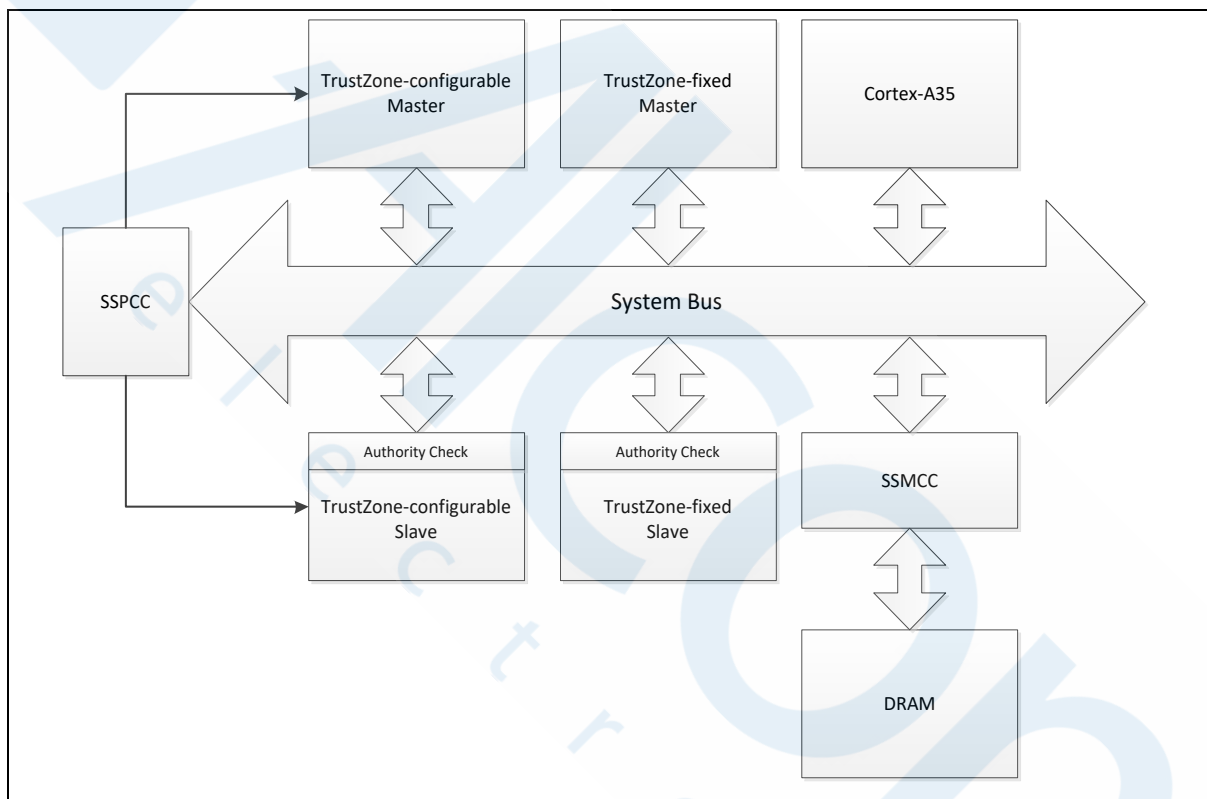 TrustZone-configurable
Master
TrustZone-fixed
Master
Cortex-A35
SSPCC
System Bus
Authority Check
TrustZone-configurable
Slave
Authority Check
TrustZone-fixed
Slave
SSMCC
DRAM